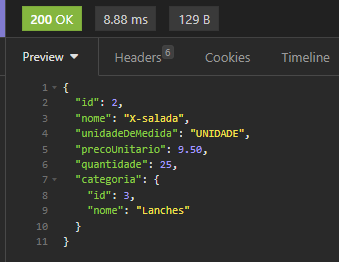 200 OK 8.88 ms 129 B
Preview Headers 6 Cookies Timeline
1 {
2 "id": 2,
3 "nome": "X-salada",
4 "unidadeDeMedida": "UNIDADE",
5 "precoUnitario": 9.50,
6 "quantidade": 25,
7 "categoria": {
8 "id": 3,
9 "nome": "Lanches"
10 }
11 }